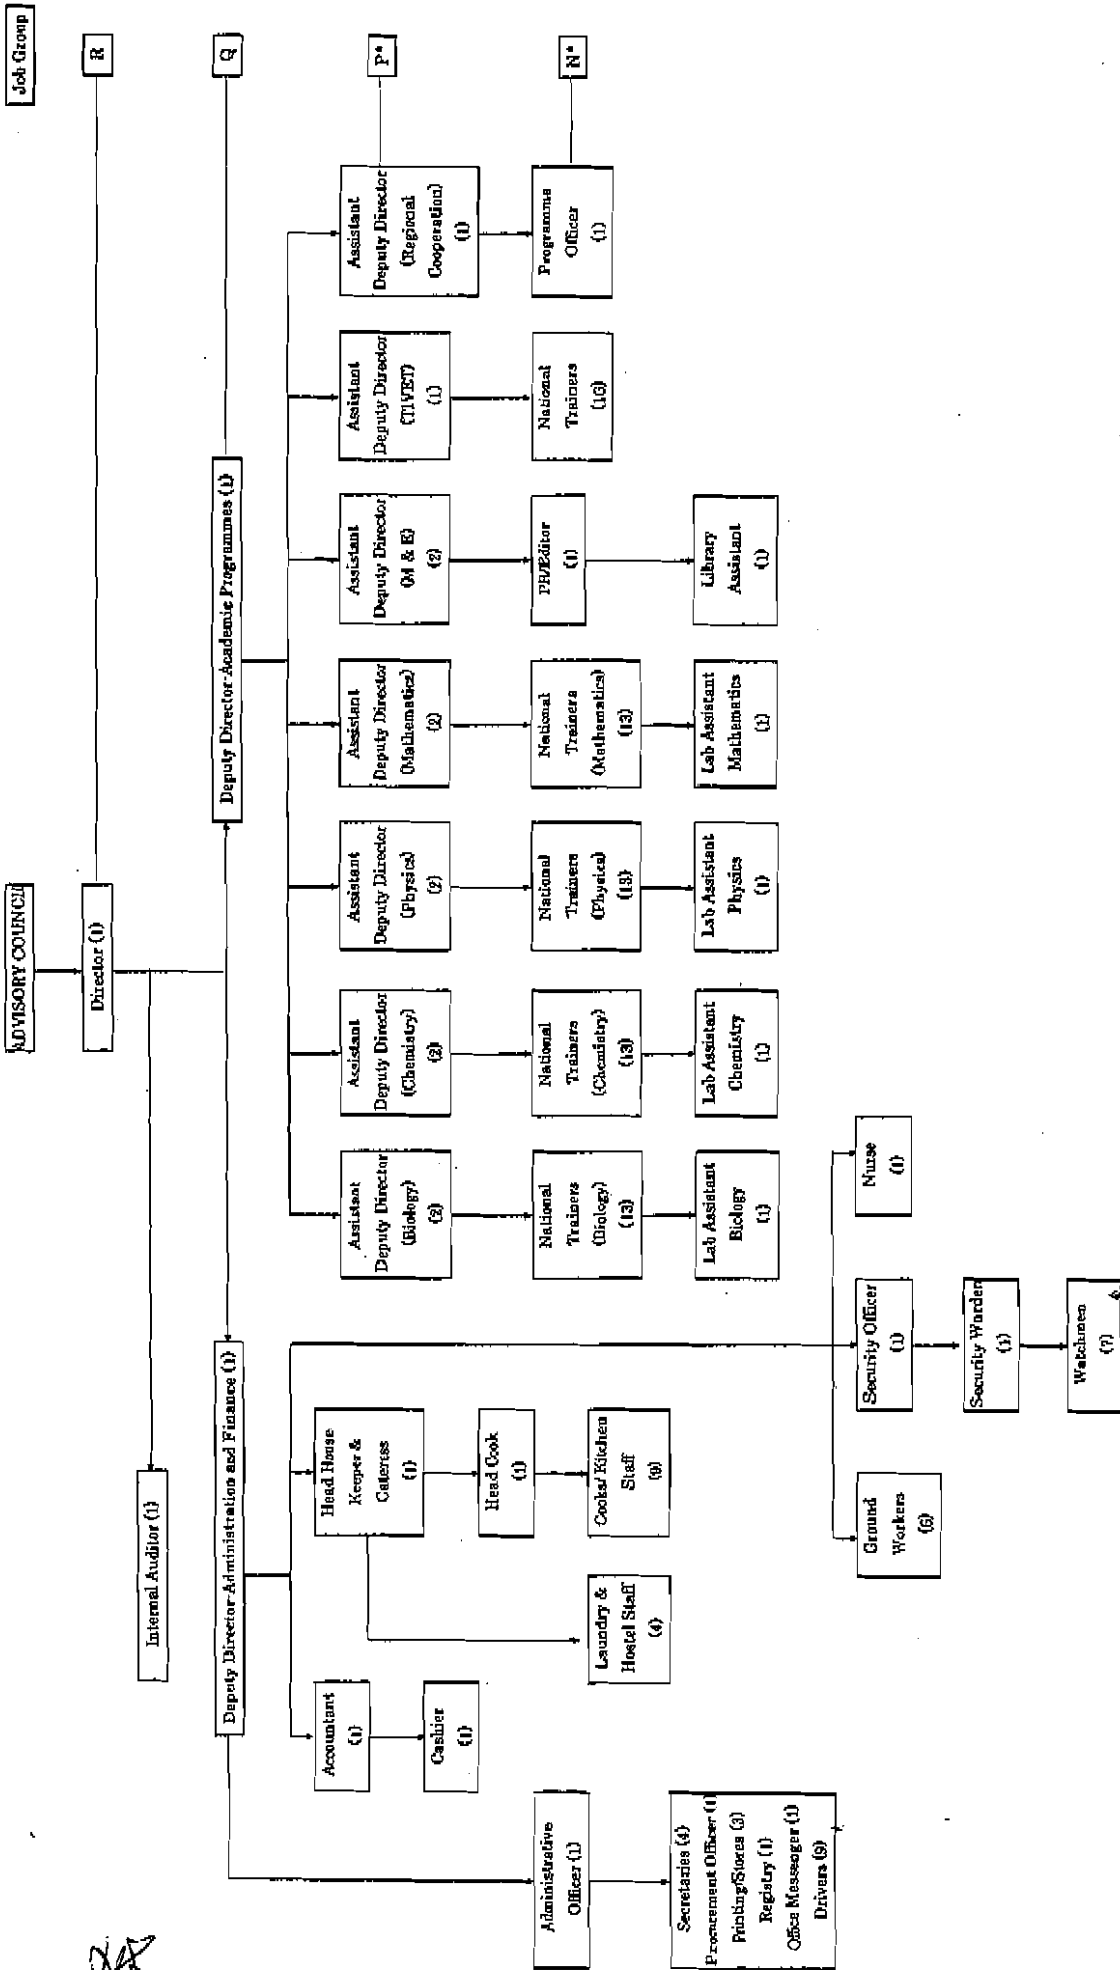 Job Group
ADVISORY COUNCIL
Director (1)
R
Internal Auditor (1)
Deputy Director-Administration and Finance (1)
Deputy Director-Academic Programmes (1)
Q
Administrative
Officer (1)
Secretaries (4)
Procurement Officer (1)
Printing/Stores (3)
Registry (1)
Office Messenger (1)
Drivers (9)
Accountant
(1)
Cashier
(1)
Head House
Keeper &
Cateress
(1)
Head Cook
(1)
Laundry &
Hostel Staff
(4)
Cooks/ Kitchen
Staff
(9)
Ground
Workers
(6)
Security Officer
(1)
Security Warden
(1)
Watchmen
(7)
Nurse
(1)
Assistant
Deputy Director
(Biology)
(2)
National
Trainers
(Biology)
(13)
Lab Assistant
Biology
(1)
Assistant
Deputy Director
(Chemistry)
(2)
National
Trainers
(Chemistry)
(13)
Lab Assistant
Chemistry
(1)
Assistant
Deputy Director
(Physics)
(2)
National
Trainers
(Physics)
(13)
Lab Assistant
Physics
(1)
Assistant
Deputy Director
(Mathematics)
(2)
National
Trainers
(Mathematics)
(13)
Lab Assistant
Mathematics
(1)
Assistant
Deputy Director
(M & E)
(2)
PR/Editor
(1)
Library
Assistant
(1)
Assistant
Deputy Director
(TIVET)
(1)
National
Trainers
(16)
Assistant
Deputy Director
(Regional
Cooperation)
(1)
Programme
Officer
(1)
P*
N*